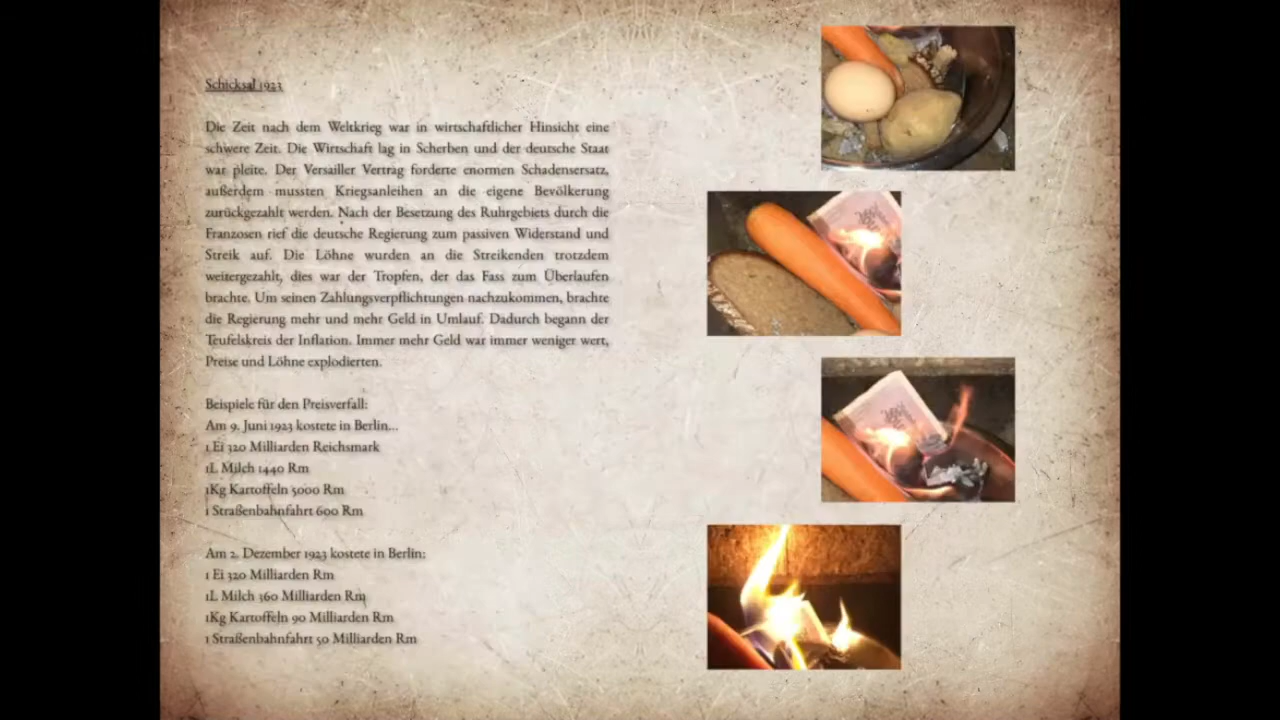 Schicksal 1923
Die Zeit nach dem Weltkrieg war in wirtschaftlicher Hinsicht eine
schwere Zeit. Die Wirtschaft lag in Scherben und der deutsche Staat
war pleite. Der Versailler Vertrag forderte enormen Schadensersatz,
außerdem mussten Kriegsanleihen an die eigene Bevölkerung
zurückgezahlt werden. Nach der Besetzung des Ruhrgebiets durch die
Franzosen rief die deutsche Regierung zum passiven Widerstand und
Streik auf. Die Löhne wurden an die Streikenden trotzdem
weitergezahlt, dies war der Tropfen, der das Fass zum Überlaufen
brachte. Um seinen Zahlungsverpflichtungen nachzukommen, brachte
die Regierung mehr und mehr Geld in Umlauf. Dadurch begann der
Teufelskreis der Inflation. Immer mehr Geld war immer weniger wert,
Preise und Löhne explodierten.
Beispiele für den Preisverfall:
Am 9. Juni 1923 kostete in Berlin...
1 Ei 320 Milliarden Reichsmark
1L Milch 1440 Rm
1Kg Kartoffeln 5000 Rm
1 Straßenbahnfahrt 600 Rm
Am 2. Dezember 1923 kostete in Berlin:
1 Ei 320 Milliarden Rm
1L Milch 360 Milliarden Rm
1Kg Kartoffeln 90 Milliarden Rm
1 Straßenbahnfahrt 50 Milliarden Rm